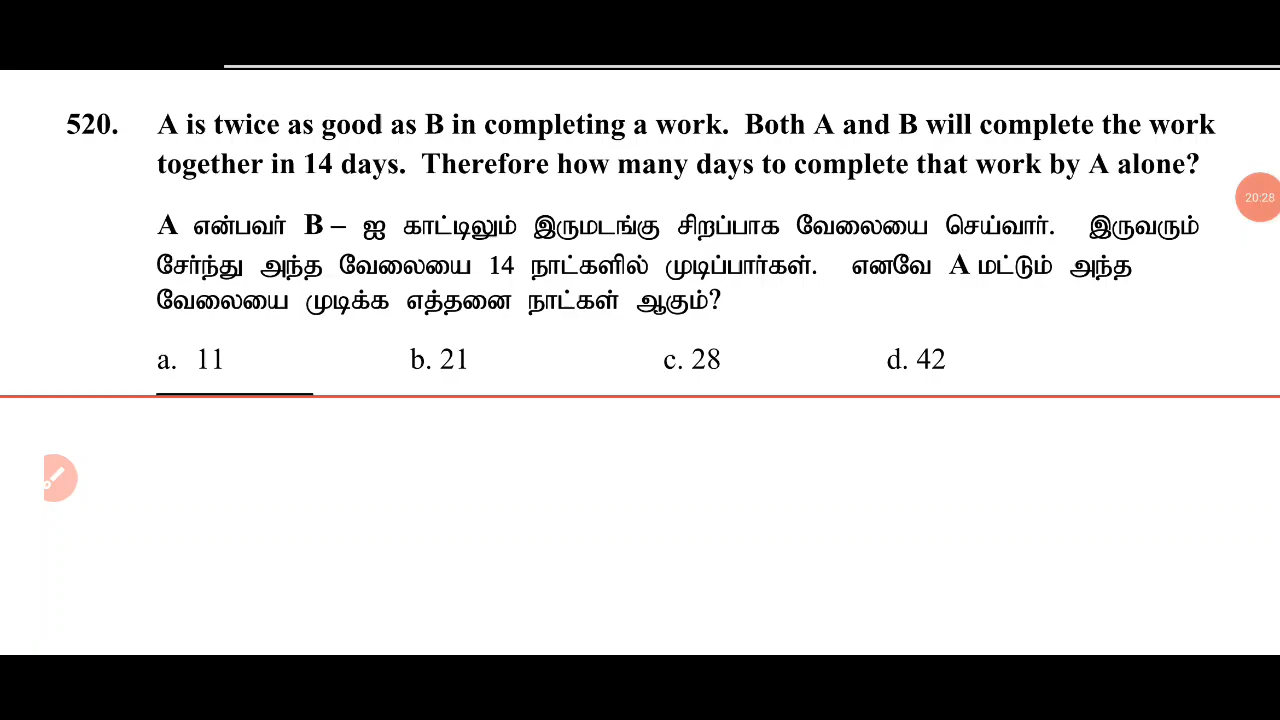 520. A is twice as good as B in completing a work. Both A and B will complete the work
together in 14 days. Therefore how many days to complete that work by A alone?
20:28
A என்பவர் B – ஐ காட்டிலும் இருமடங்கு சிறப்பாக வேலையை செய்வார். இருவரும்
சேர்ந்து அந்த வேலையை 14 நாட்களில் முடிப்பார்கள். எனவே A மட்டும் அந்த
வேலையை முடிக்க எத்தனை நாட்கள் ஆகும்?
a. 11 b. 21 c. 28 d. 42